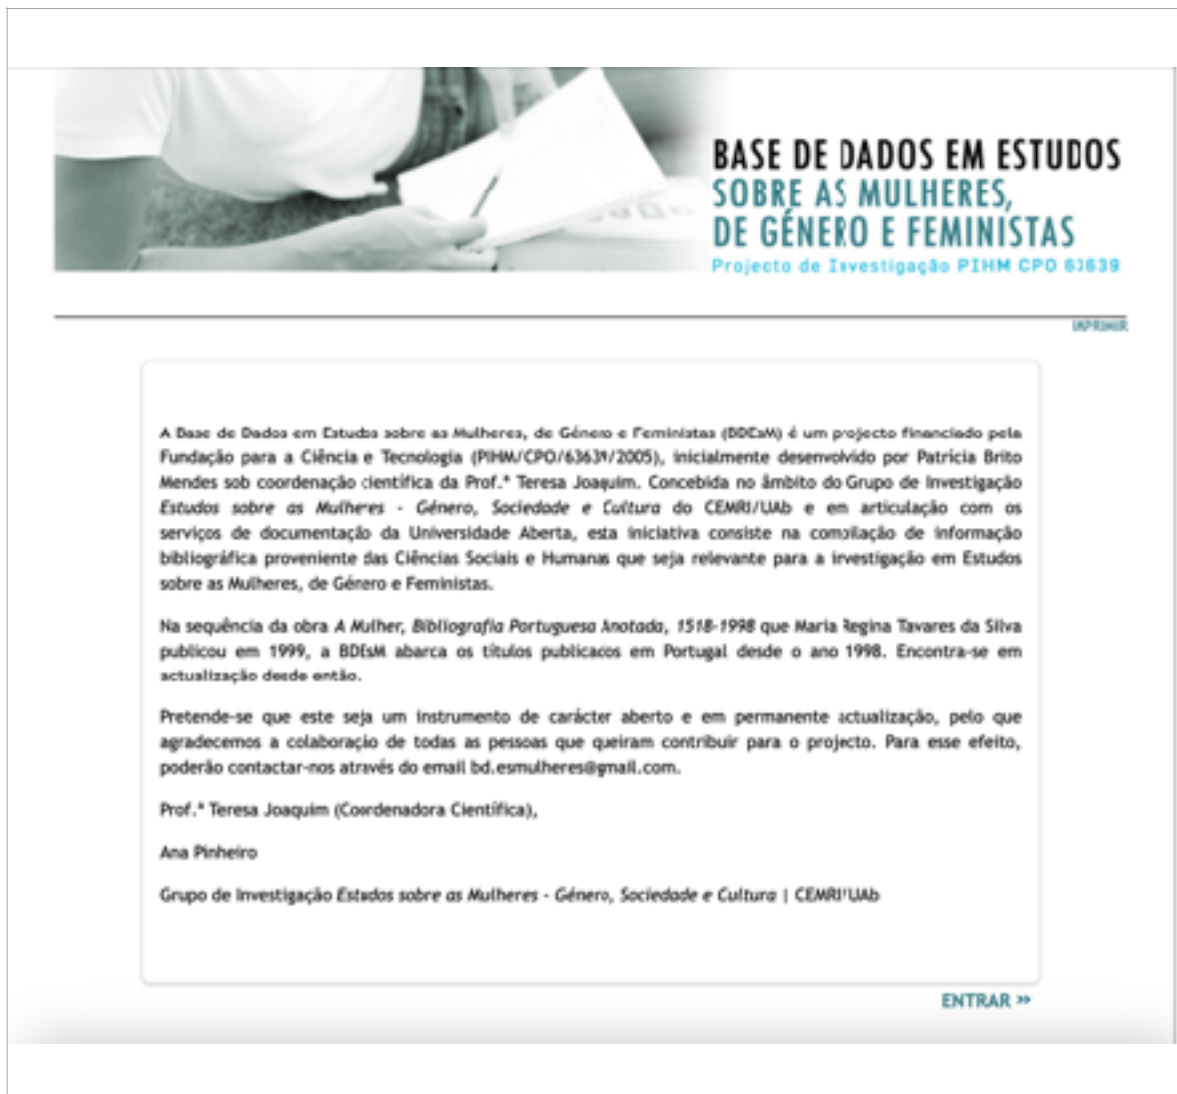 BASE DE DADOS EM ESTUDOS
SOBRE AS MULHERES,
DE GÉNERO E FEMINISTAS
Projecto de Investigação PIHM CPO 63639
IMPRIMIR
A Base de Dados em Estudos sobre as Mulheres, de Género e Feministas (BDEsM) é um projecto financiado pela
Fundação para a Ciência e Tecnologia (PIHM/CPO/63639/2005), inicialmente desenvolvido por Patrícia Brito
Mendes sob coordenação científica da Prof.ª Teresa Joaquim. Concebida no âmbito do Grupo de Investigação
Estudos sobre as Mulheres - Género, Sociedade e Cultura do CEMRI/UAb e em articulação com os
serviços de documentação da Universidade Aberta, esta iniciativa consiste na compilação de informação
bibliográfica proveniente das Ciências Sociais e Humanas que seja relevante para a investigação em Estudos
sobre as Mulheres, de Género e Feministas.
Na sequência da obra A Mulher, Bibliografia Portuguesa Anotada, 1518-1998 que Maria Regina Tavares da Silva
publicou em 1999, a BDEsM abarca os títulos publicados em Portugal desde o ano 1998. Encontra-se em
actualização desde então.
Pretende-se que este seja um instrumento de carácter aberto e em permanente actualização, pelo que
agradecemos a colaboração de todas as pessoas que queiram contribuir para o projecto. Para esse efeito,
poderão contactar-nos através do email bd.esmulheres@gmail.com.
Prof.ª Teresa Joaquim (Coordenadora Científica),
Ana Pinheiro
Grupo de Investigação Estudos sobre as Mulheres - Género, Sociedade e Cultura | CEMRI/UAb
ENTRAR »